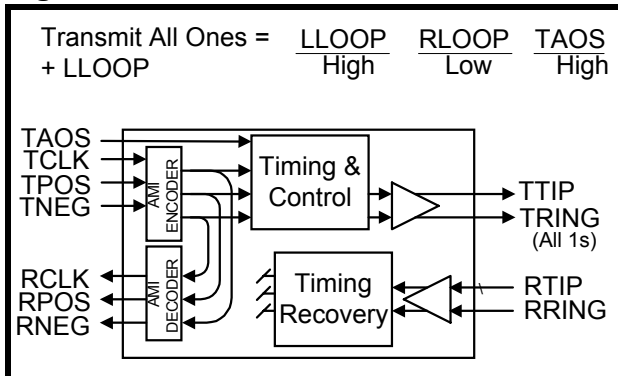 Transmit All Ones = LLOOP RLOOP TAOS
+ LLOOP High Low High
TAOS
TCLK
TPOS
TNEG
AMI
ENCODER
Timing &
Control
TTIP
TRING
(All 1s)
RCLK
RPOS
RNEG
AMI
DECODER
Timing
Recovery
RTIP
RRING